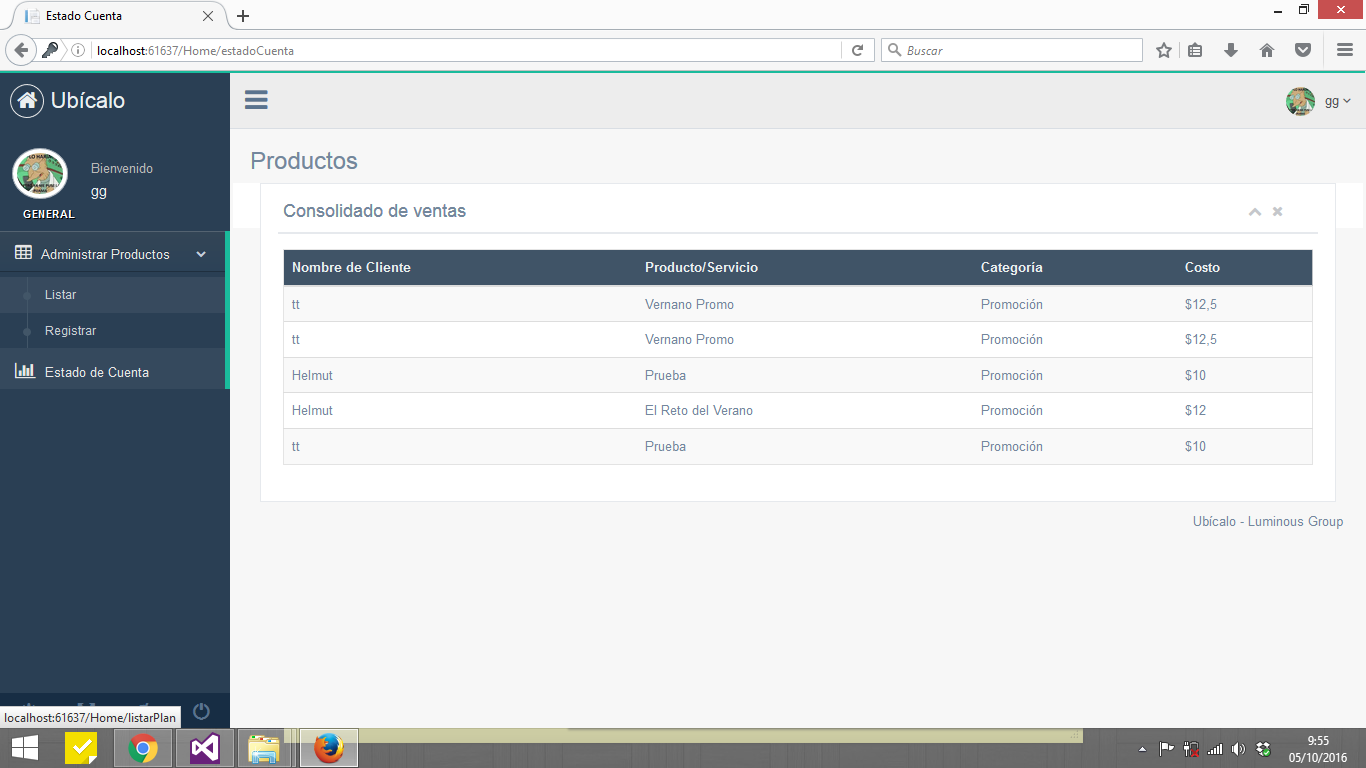 Estado Cuenta
localhost:61637/Home/estadoCuenta
Buscar
Ubícalo
gg
Bienvenido
gg
GENERAL
Administrar Productos
Listar
Registrar
Estado de Cuenta
Productos
Consolidado de ventas
Nombre de Cliente Producto/Servicio Categoría Costo
tt Vernano Promo Promoción $12,5
tt Vernano Promo Promoción $12,5
Helmut Prueba Promoción $10
Helmut El Reto del Verano Promoción $12
tt Prueba Promoción $10
Ubícalo - Luminous Group
localhost:61637/Home/listarPlan
9:55
05/10/2016